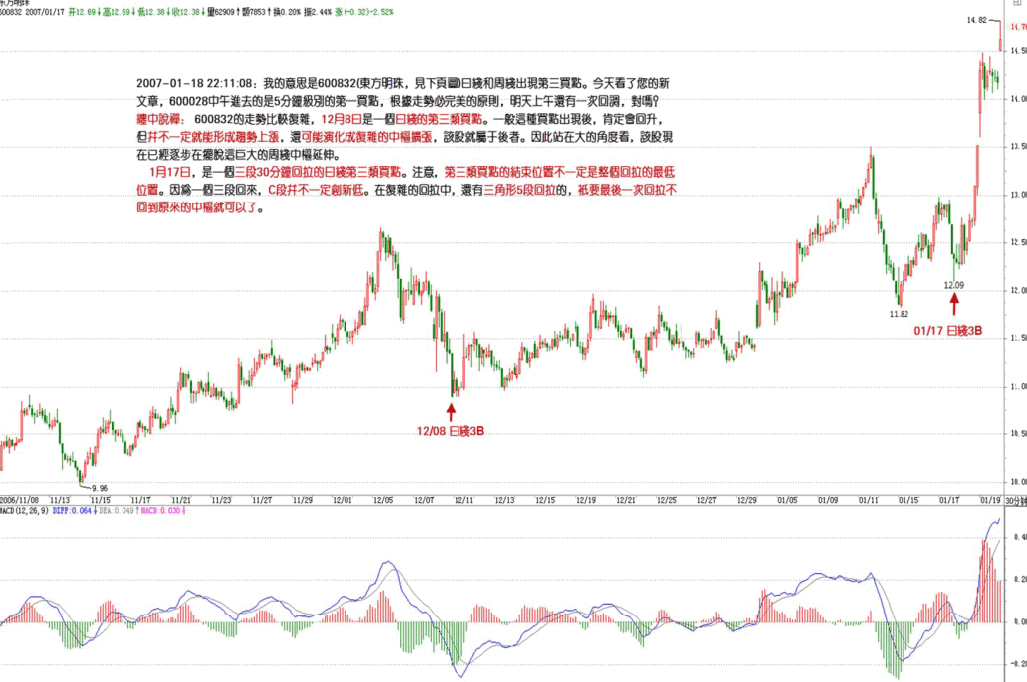 东方明珠
600832 2007/01/17 开12.69↓高12.69↓低12.38↓收12.38↓量62909↑额7853↑换0.20% 振2.44% 涨(-0.32)-2.52%
14.82
14.7
14.50
2007-01-18 22:11:08：我的意思是600832(東方明珠，見下頁圖)日綫和周綫出現第三買點。今天看了您的新
文章，600028中午進去的是5分鐘級別的第一買點，根據走勢必完美的原則，明天上午還有一次回調，對嗎?
纏中說禪： 600832的走勢比較復雜，12月8日是一個日綫的第三類買點。一般這種買點出現後，肯定會回升，
但并不一定就能形成趨勢上漲，還可能演化成復雜的中樞擴張，該股就屬于後者。因此站在大的角度看，該股現
在已經逐步在擺脫這巨大的周綫中樞延伸。
1月17日，是一個三段30分鐘回拉的日綫第三類買點。注意，第三類買點的結束位置不一定是整個回拉的最低
位置。因為一個三段回來，C段并不一定創新低。在復雜的回拉中，還有三角形5段回拉的，衹要最後一次回拉不
回到原來的中樞就可以了。
14.00
13.50
13.00
12.50
12.00
11.50
11.00
10.50
10.00
12.09
11.82
01/17 日綫3B
12/08 日綫3B
9.96
2006/11/08 11/13 11/15 11/17 11/21 11/23 11/27 11/29 12/01 12/05 12/07 12/11 12/13 12/15 12/19 12/21 12/25 12/27 12/29 01/05 01/09 01/11 01/15 01/17 01/19 30分钟
MACD(12,26,9) DIFF:0.064↓DEA:0.049↑MACD:0.030↓
0.40
0.20
0.00
-0.20